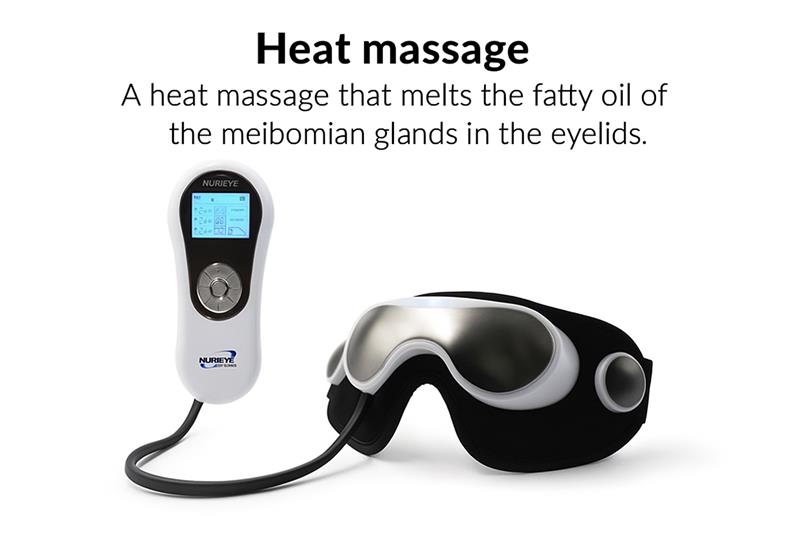 Heat massage
A heat massage that melts the fatty oil of
the meibomian glands in the eyelids.
NURIEYE
NURIEYE